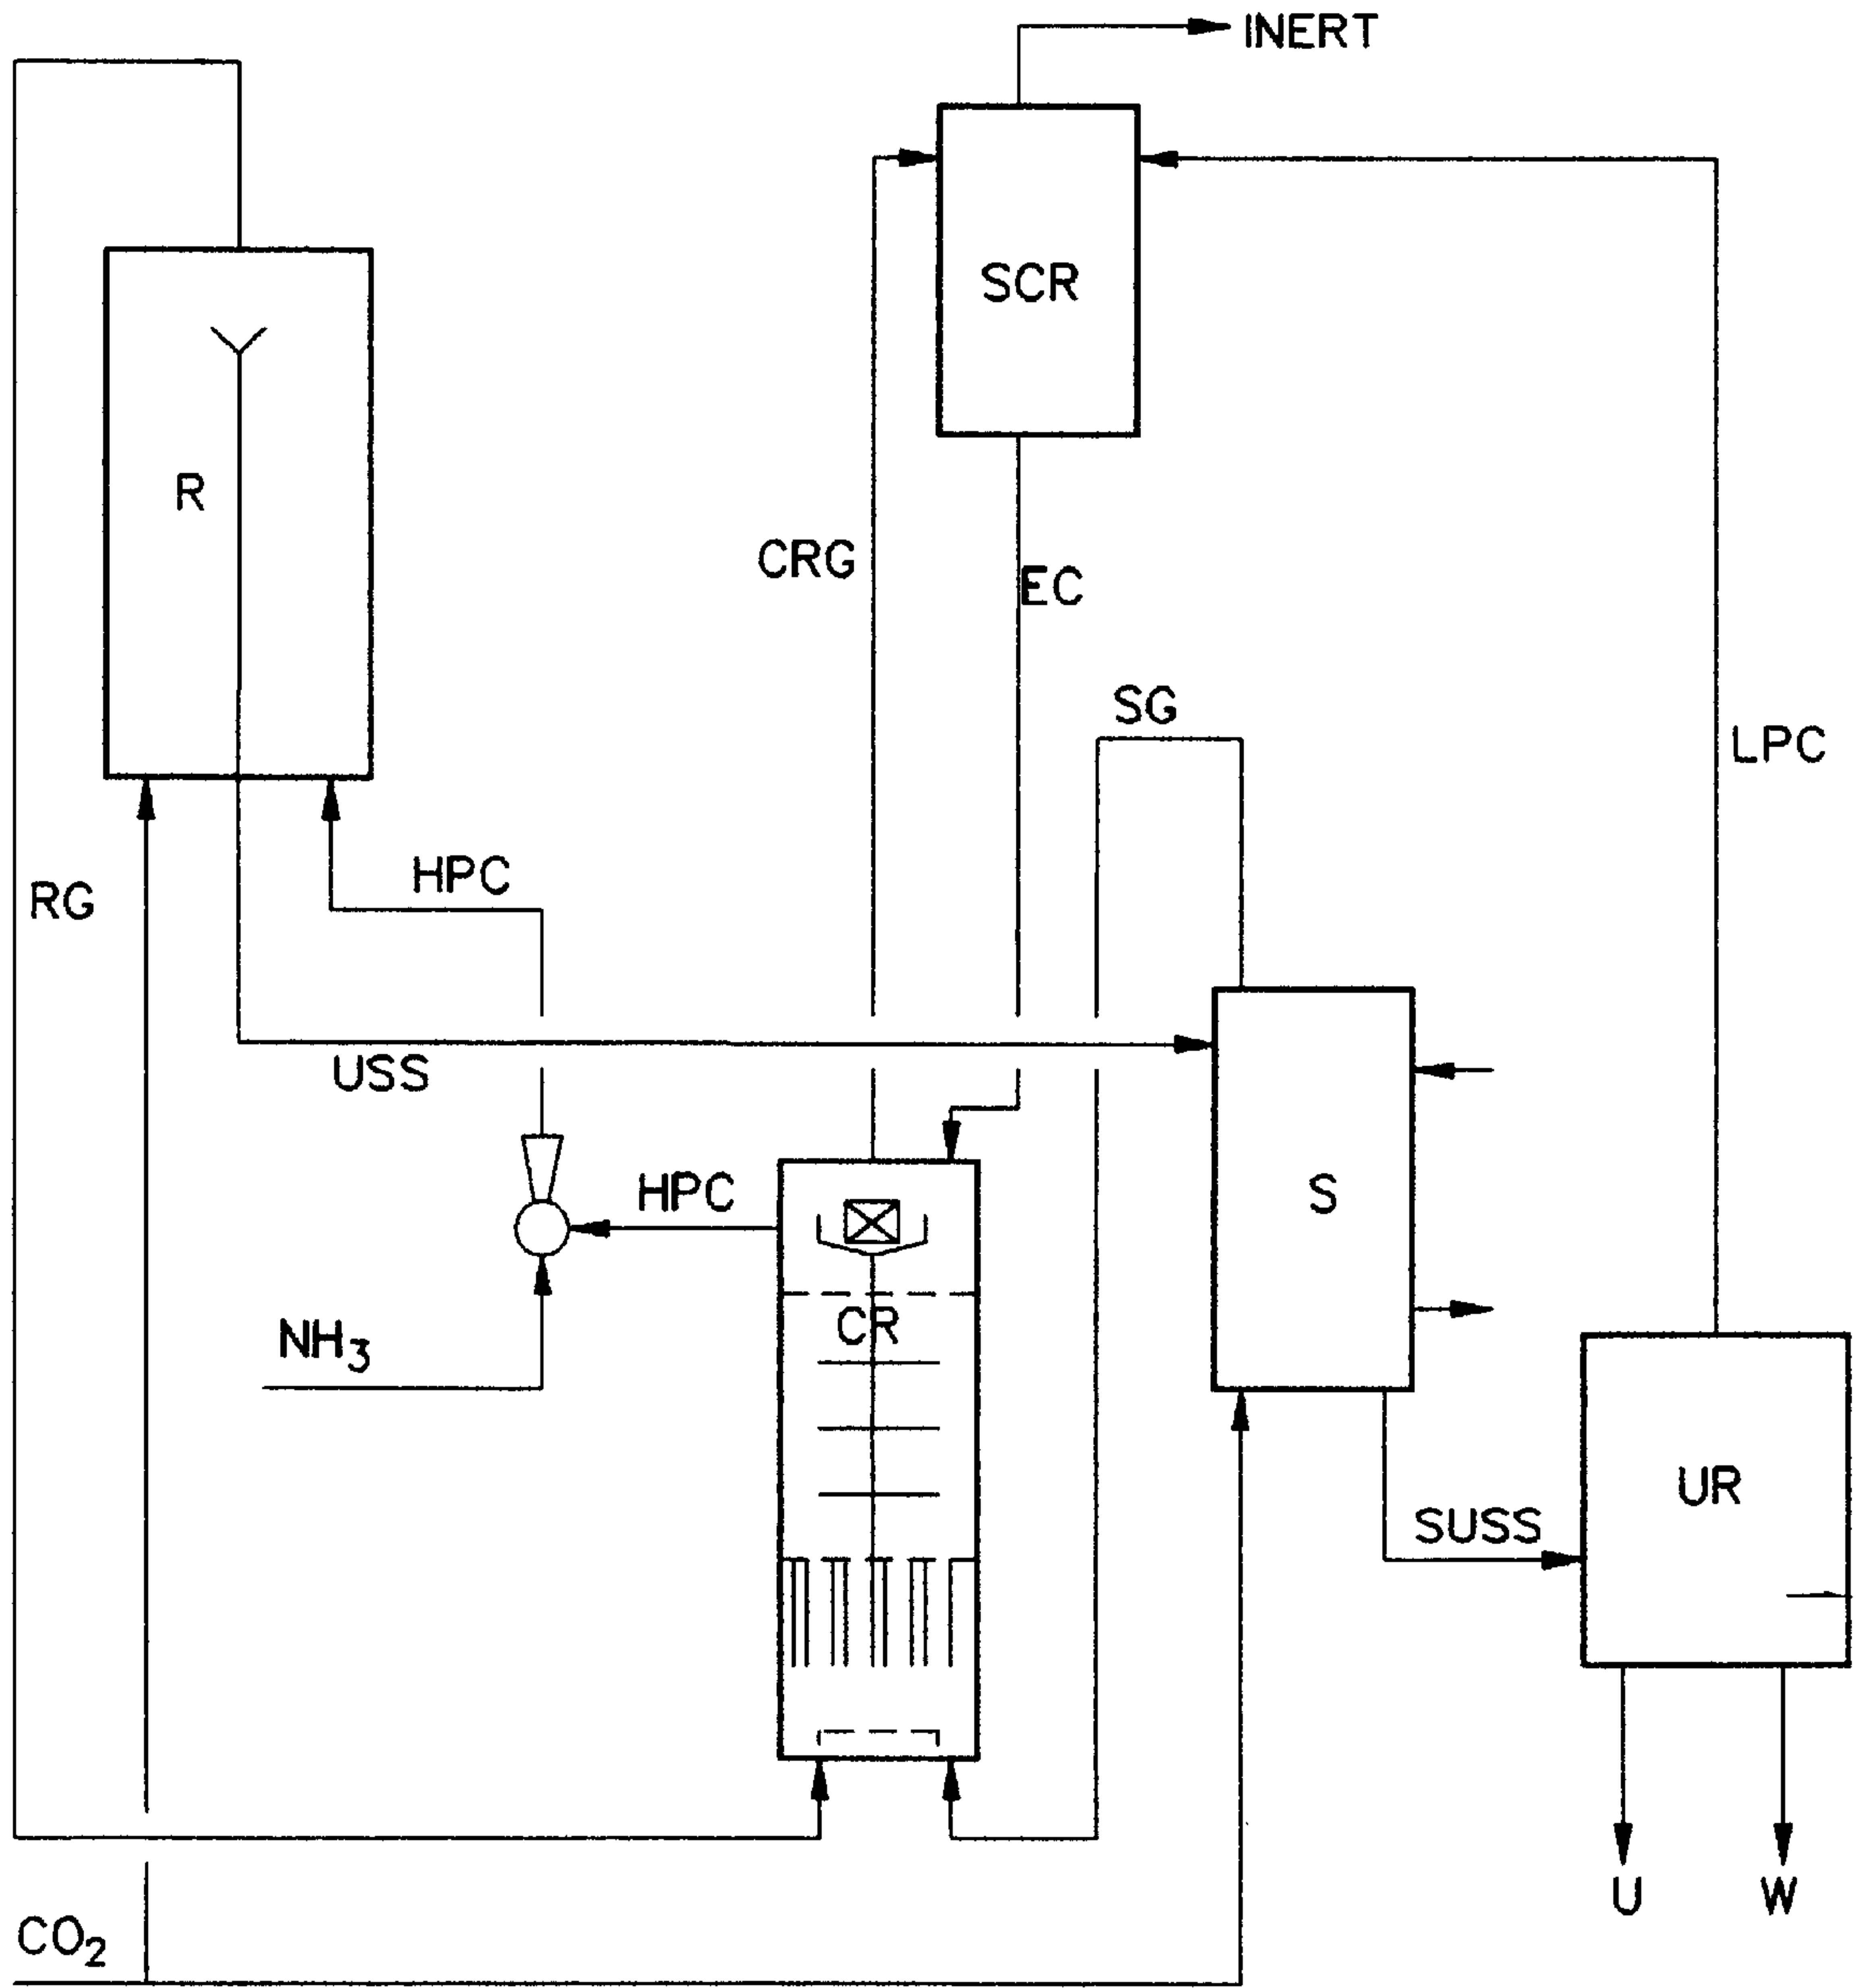 INERT
SCR
R
CRG
EC
SG
LPC
HPC
RG
USS
HPC
S
CR
NH₃
UR
SUSS
U
W
CO₂